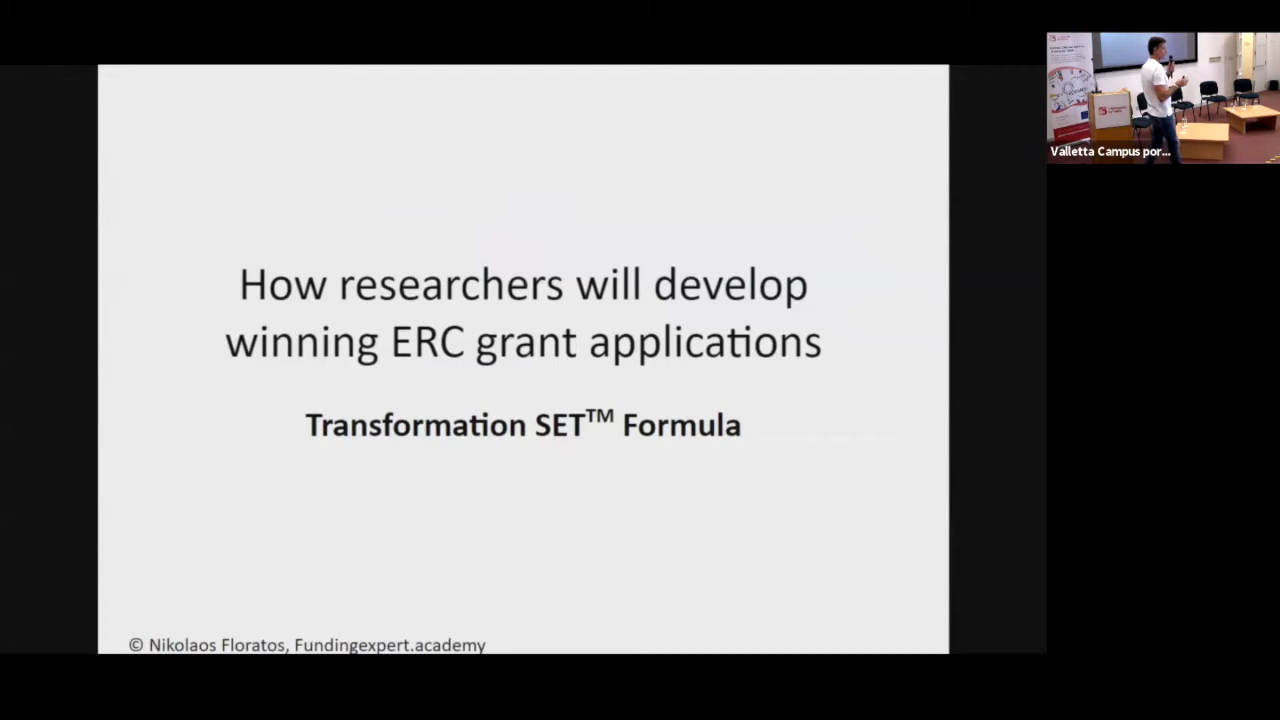 How researchers will develop
winning ERC grant applications
Transformation SET™ Formula
© Nikolaos Floratos, Fundingexpert.academy
Valletta Campus por...